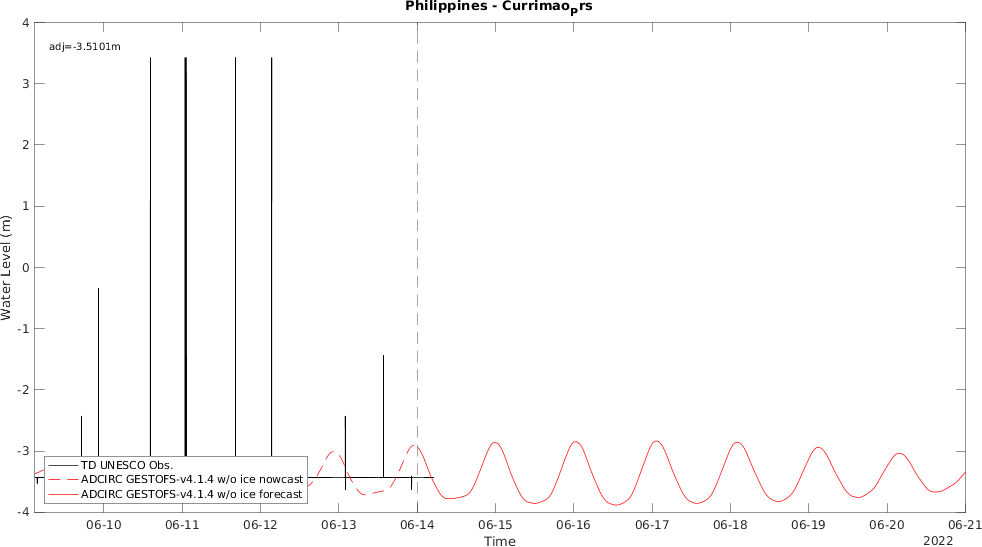 Philippines - Currimao_prs
adj=-3.5101m
Water Level (m)
4
3
2
1
0
-1
-2
-3
-4
TD UNESCO Obs.
ADCIRC GESTOFS-v4.1.4 w/o ice nowcast
ADCIRC GESTOFS-v4.1.4 w/o ice forecast
06-10 06-11 06-12 06-13 06-14 06-15 06-16 06-17 06-18 06-19 06-20 06-21
Time
2022